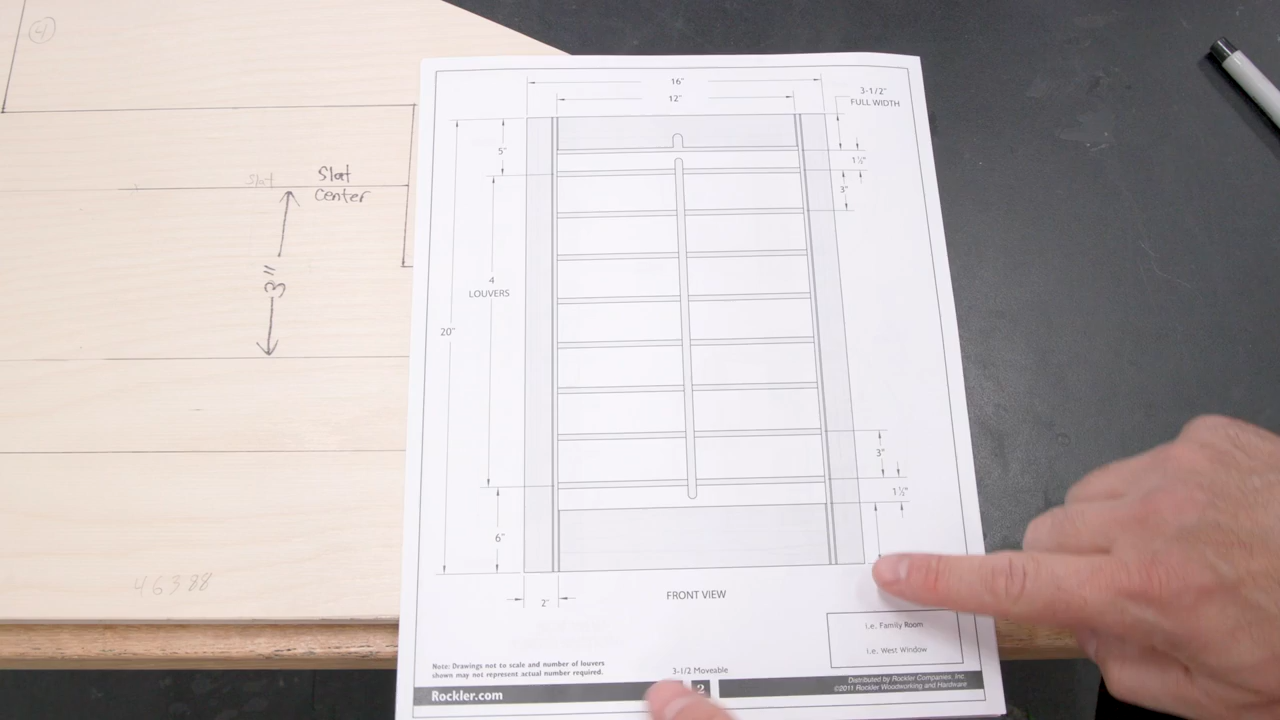 4
Slat
Slat
center
3"
46388
16"
12"
3-1/2"
FULL WIDTH
5"
1½"
3"
4
LOUVERS
20"
3"
1½"
6"
2"
FRONT VIEW
i.e. Family Room
i.e. West Window
Note: Drawings not to scale and number of louvers
shown may not represent actual number required.
3-1/2 Moveable
Rockler.com
2
Distributed by Rockler Companies, Inc.
©2011 Rockler Woodworking and Hardware